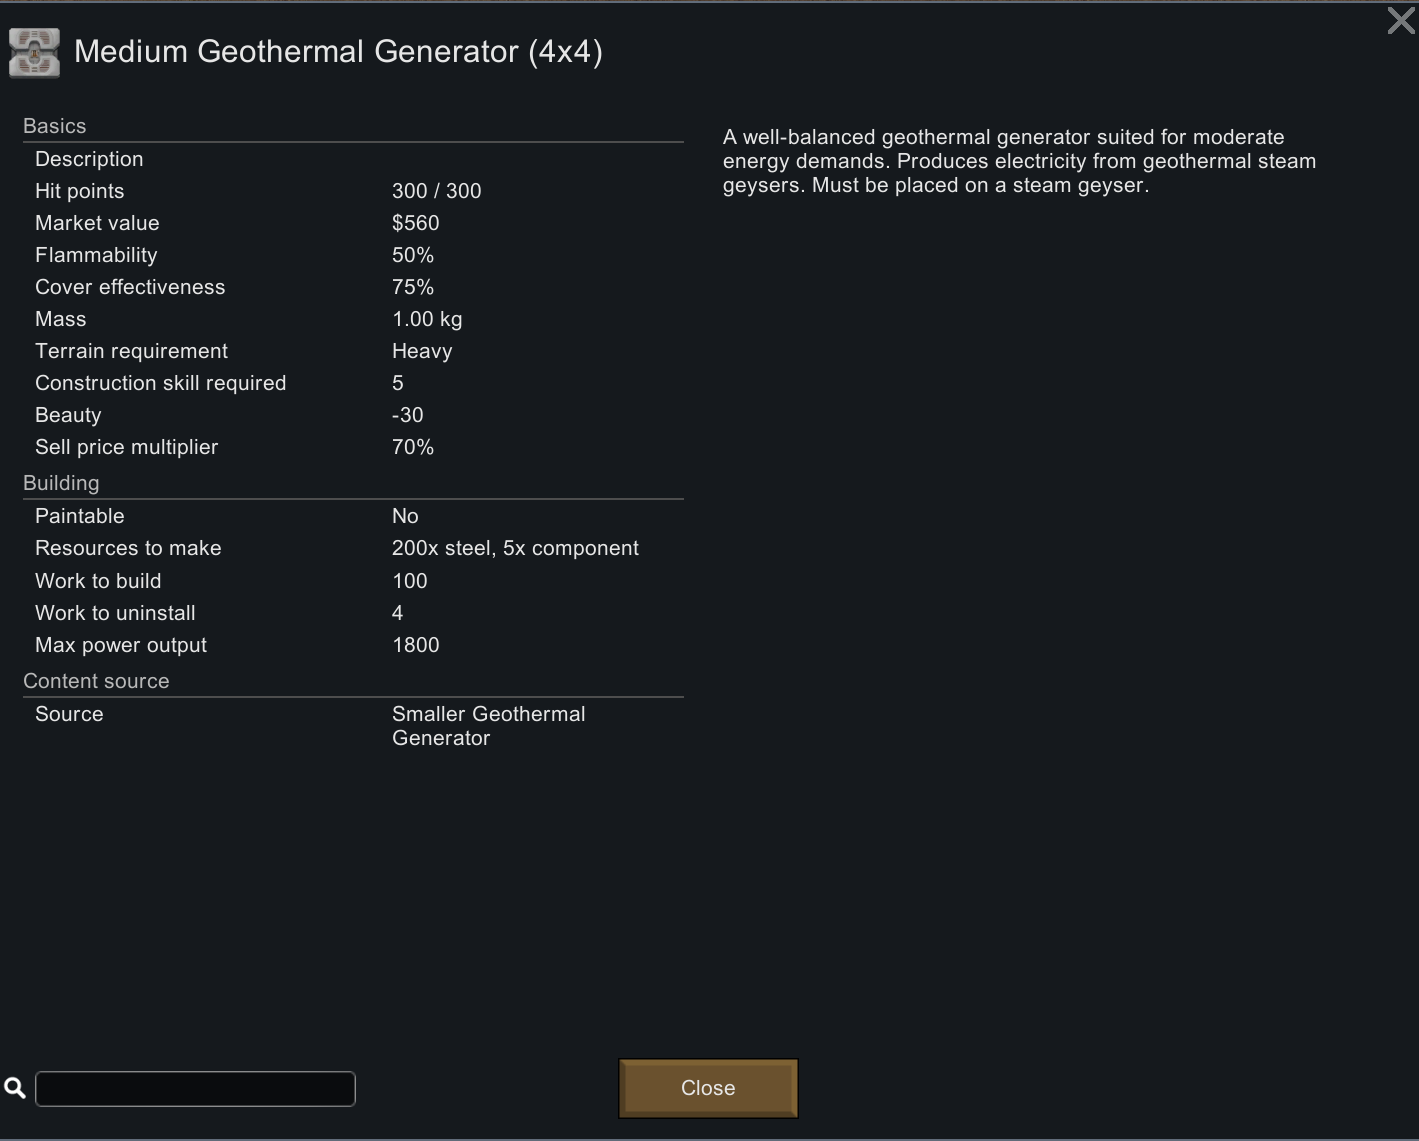 Medium Geothermal Generator (4x4)
Basics
Description
Hit points 300 / 300
Market value $560
Flammability 50%
Cover effectiveness 75%
Mass 1.00 kg
Terrain requirement Heavy
Construction skill required 5
Beauty -30
Sell price multiplier 70%
Building
Paintable No
Resources to make 200x steel, 5x component
Work to build 100
Work to uninstall 4
Max power output 1800
Content source
Source Smaller Geothermal
Generator
A well-balanced geothermal generator suited for moderate
energy demands. Produces electricity from geothermal steam
geysers. Must be placed on a steam geyser.
Close